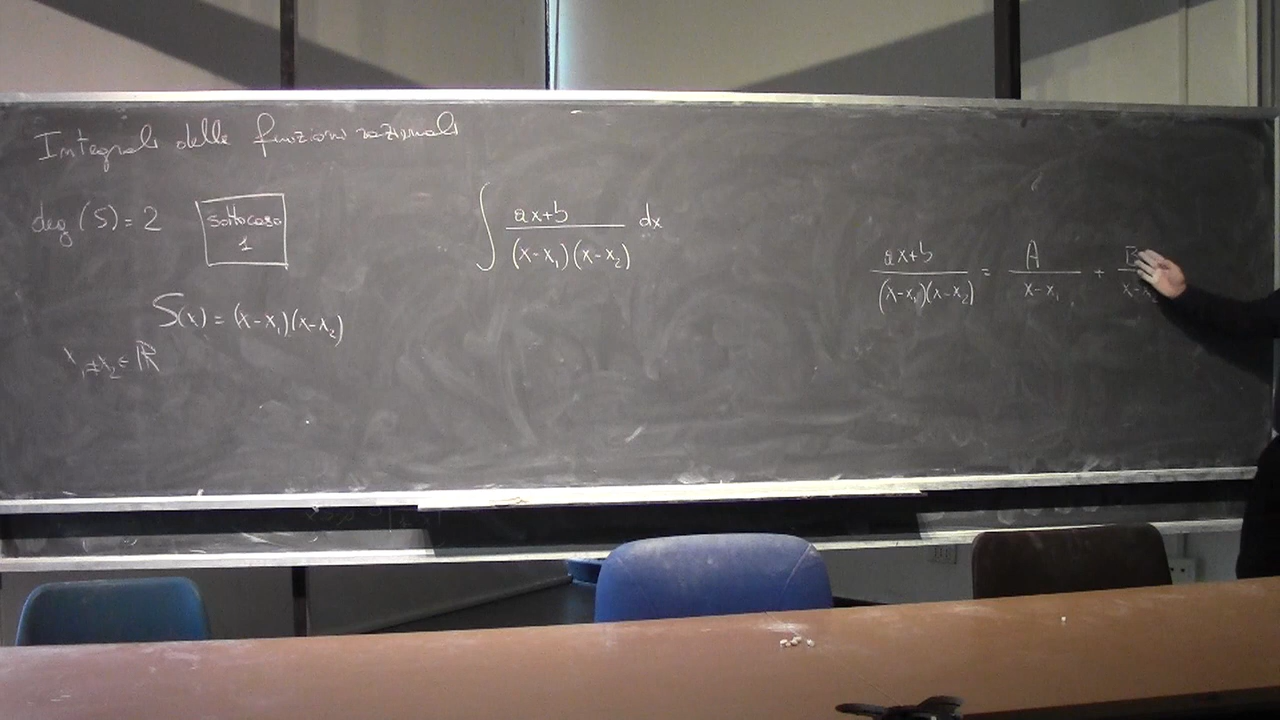 Integrali delle funzioni razionali
deg(S) = 2
sottocaso
1
S(x) = (x-x₁)(x-x₂)
x₁≠x₂ ∈ ℝ
∫ (ax+b)/((x-x₁)(x-x₂)) dx
(ax+b)/((x-x₁)(x-x₂)) = A/(x-x₁) + B/(x-x₂)